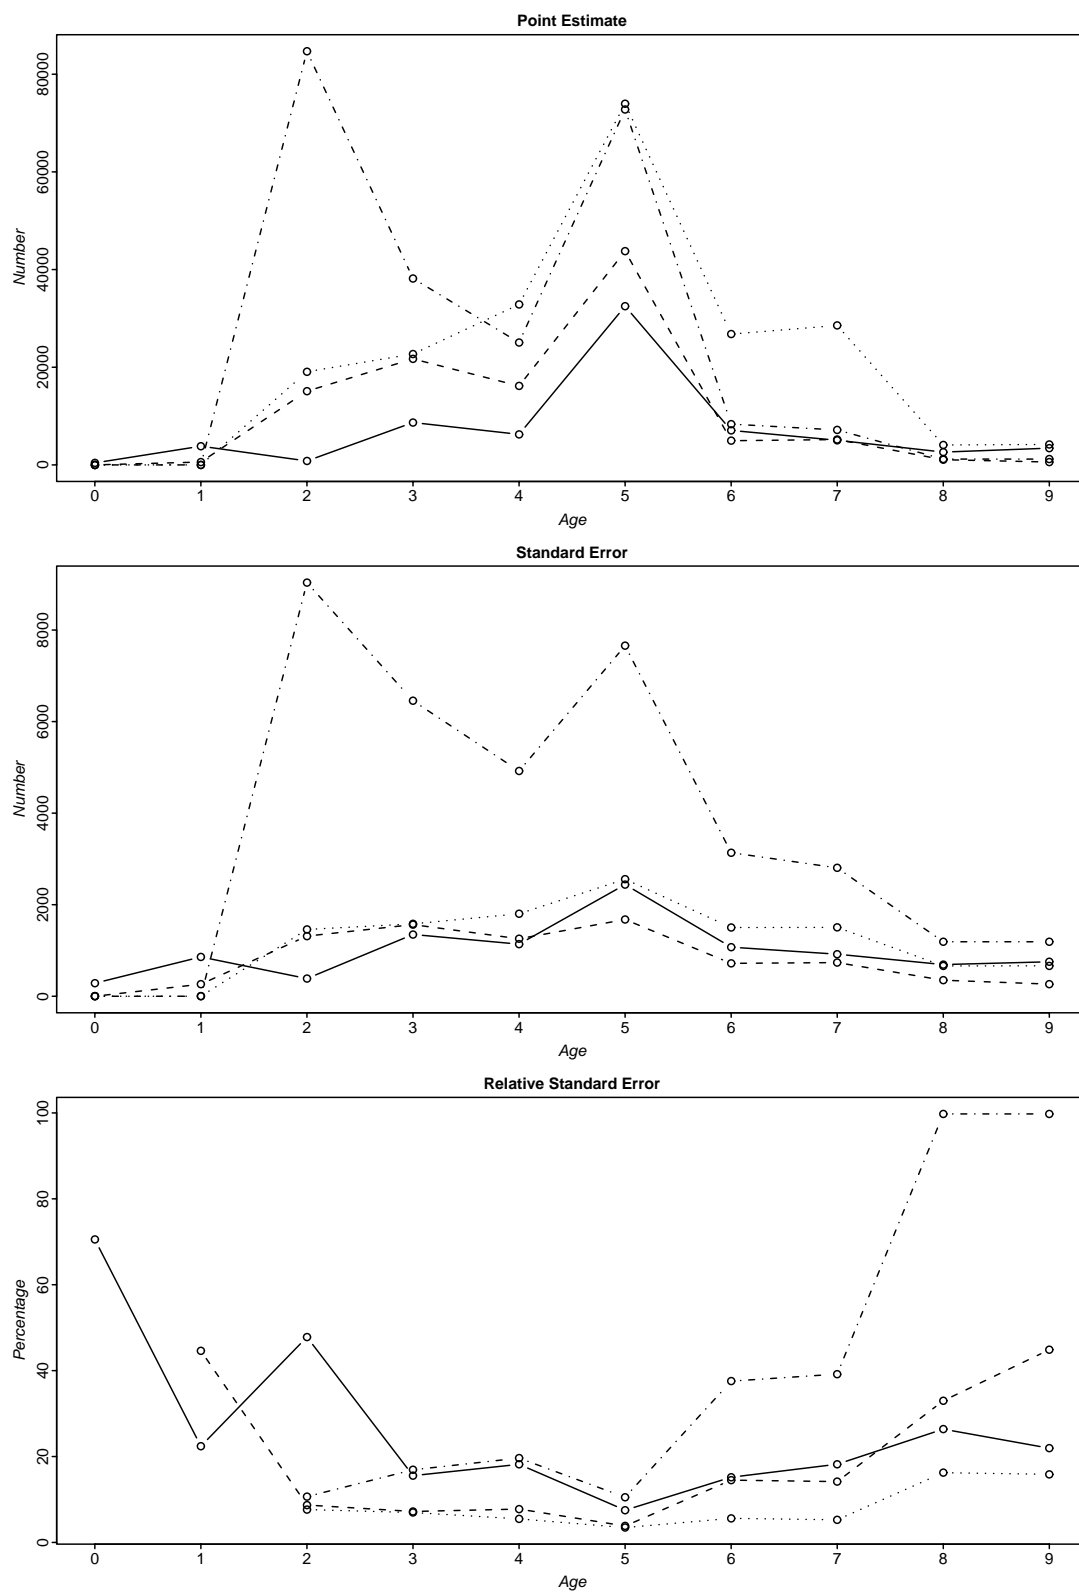 Point Estimate
80000
60000
40000
20000
0
Number
0 1 2 3 4 5 6 7 8 9
Age
Standard Error
8000
6000
4000
2000
0
Number
0 1 2 3 4 5 6 7 8 9
Age
Relative Standard Error
100
80
60
40
20
0
Percentage
0 1 2 3 4 5 6 7 8 9
Age